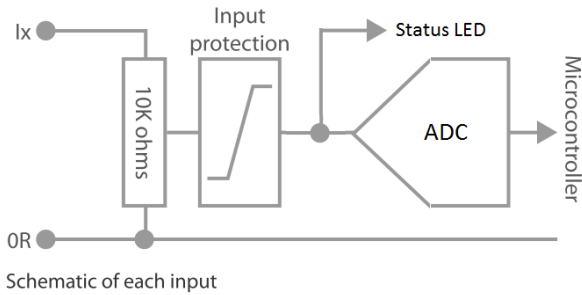 Input
protection
Ix
Status LED
10K ohms
ADC
Microcontroller
0R
Schematic of each input